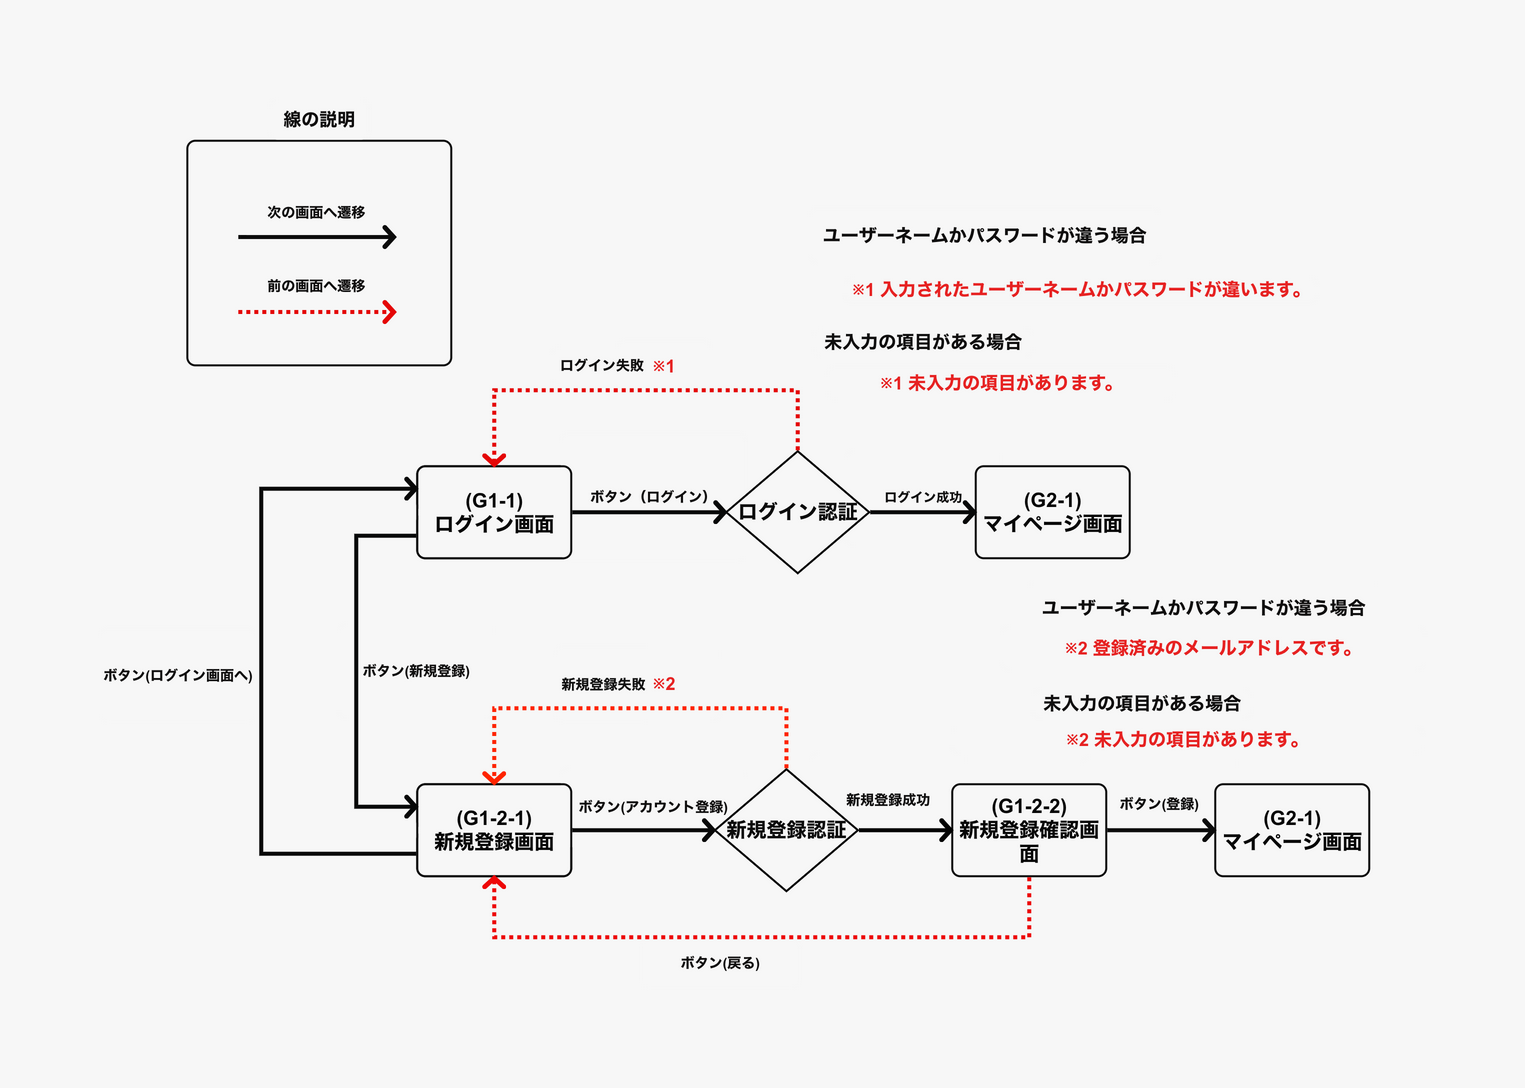 線の説明
次の画面へ遷移
前の画面へ遷移
ユーザーネームかパスワードが違う場合
※1 入力されたユーザーネームかパスワードが違います。
未入力の項目がある場合
※1 未入力の項目があります。
ログイン失敗 ※1
(G1-1)
ログイン画面
ボタン（ログイン）
ログイン認証
ログイン成功
(G2-1)
マイページ画面
ボタン(ログイン画面へ)
ボタン(新規登録)
ユーザーネームかパスワードが違う場合
※2 登録済みのメールアドレスです。
未入力の項目がある場合
※2 未入力の項目があります。
新規登録失敗 ※2
(G1-2-1)
新規登録画面
ボタン(アカウント登録)
新規登録認証
新規登録成功
(G1-2-2)
新規登録確認画
面
ボタン(登録)
(G2-1)
マイページ画面
ボタン(戻る)